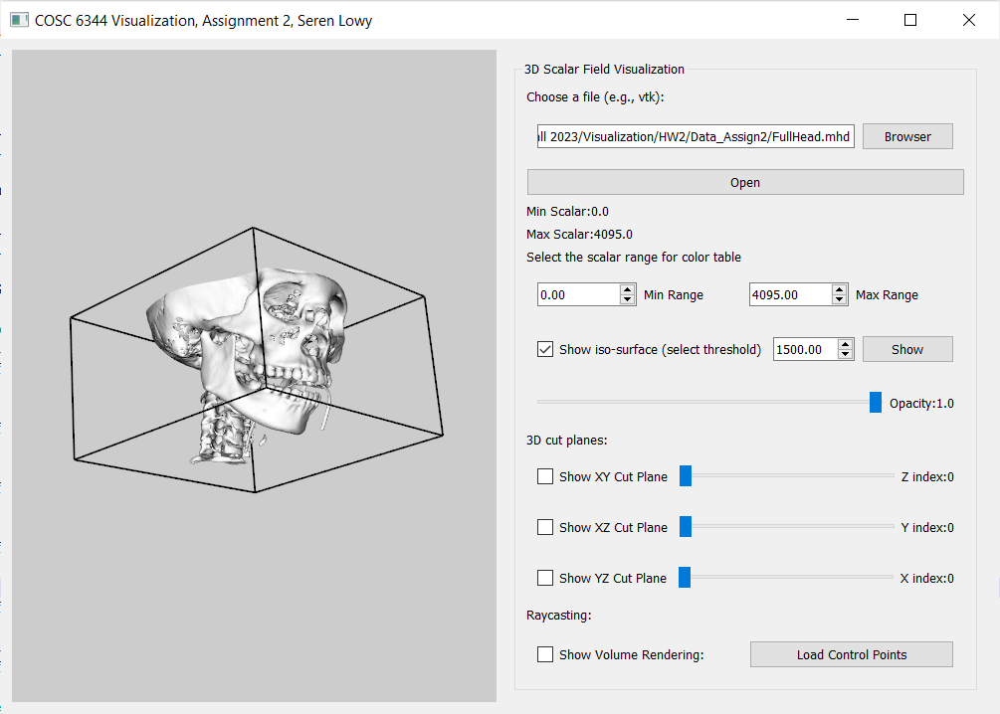 COSC 6344 Visualization, Assignment 2, Seren Lowy
3D Scalar Field Visualization
Choose a file (e.g., vtk):
ll 2023/Visualization/HW2/Data_Assign2/FullHead.mhd
Browser
Open
Min Scalar:0.0
Max Scalar:4095.0
Select the scalar range for color table
0.00 Min Range 4095.00 Max Range
Show iso-surface (select threshold) 1500.00 Show
Opacity:1.0
3D cut planes:
Show XY Cut Plane Z index:0
Show XZ Cut Plane Y index:0
Show YZ Cut Plane X index:0
Raycasting:
Show Volume Rendering: Load Control Points